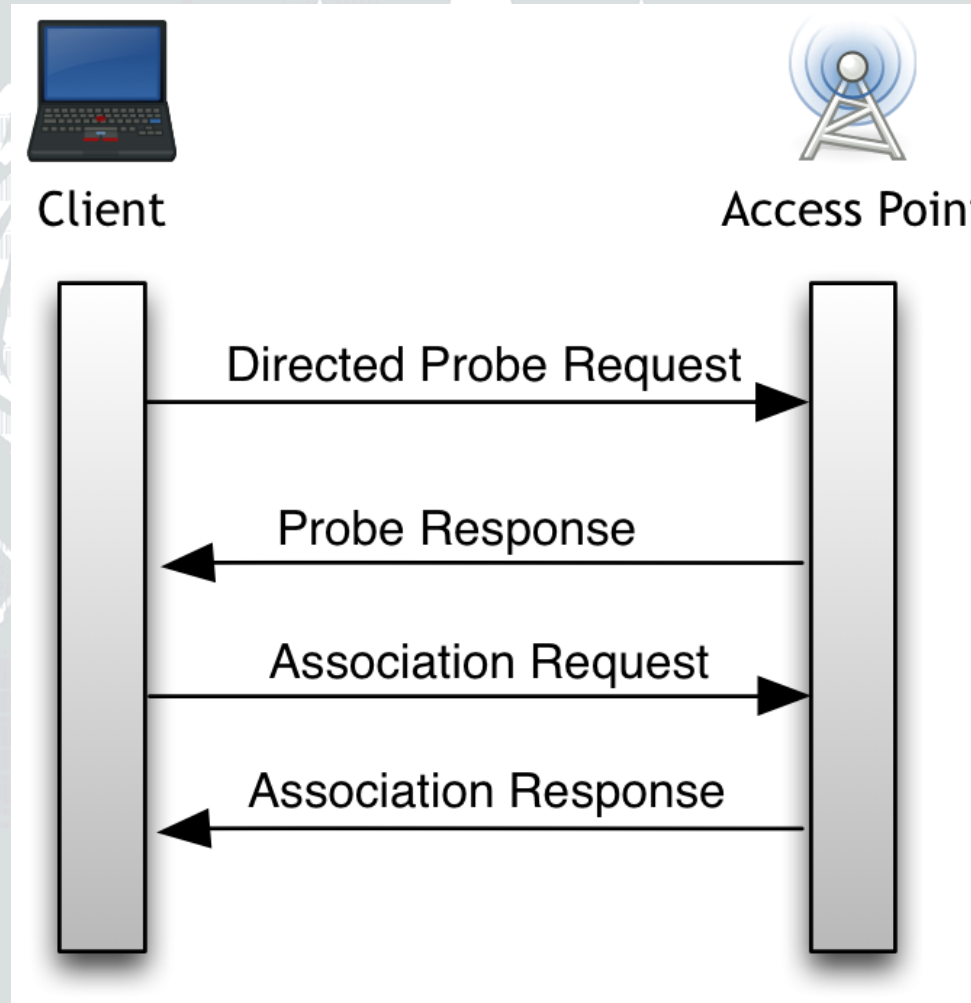 Client
Access Poin
Directed Probe Request
Probe Response
Association Request
Association Response